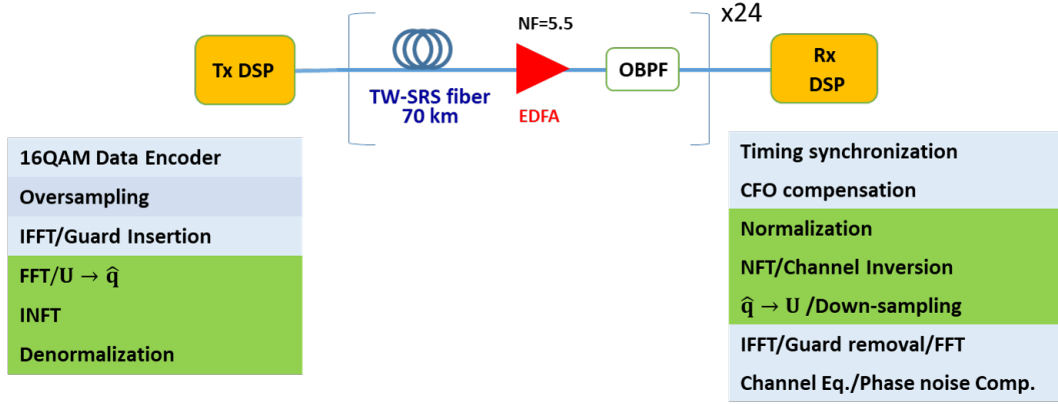 NF=5.5
x24
Tx DSP
OBPF
Rx
DSP
TW-SRS fiber
70 km
EDFA
16QAM Data Encoder
Oversampling
IFFT/Guard Insertion
FFT/U → q̂
INFT
Denormalization
Timing synchronization
CFO compensation
Normalization
NFT/Channel Inversion
q̂ → U /Down-sampling
IFFT/Guard removal/FFT
Channel Eq./Phase noise Comp.